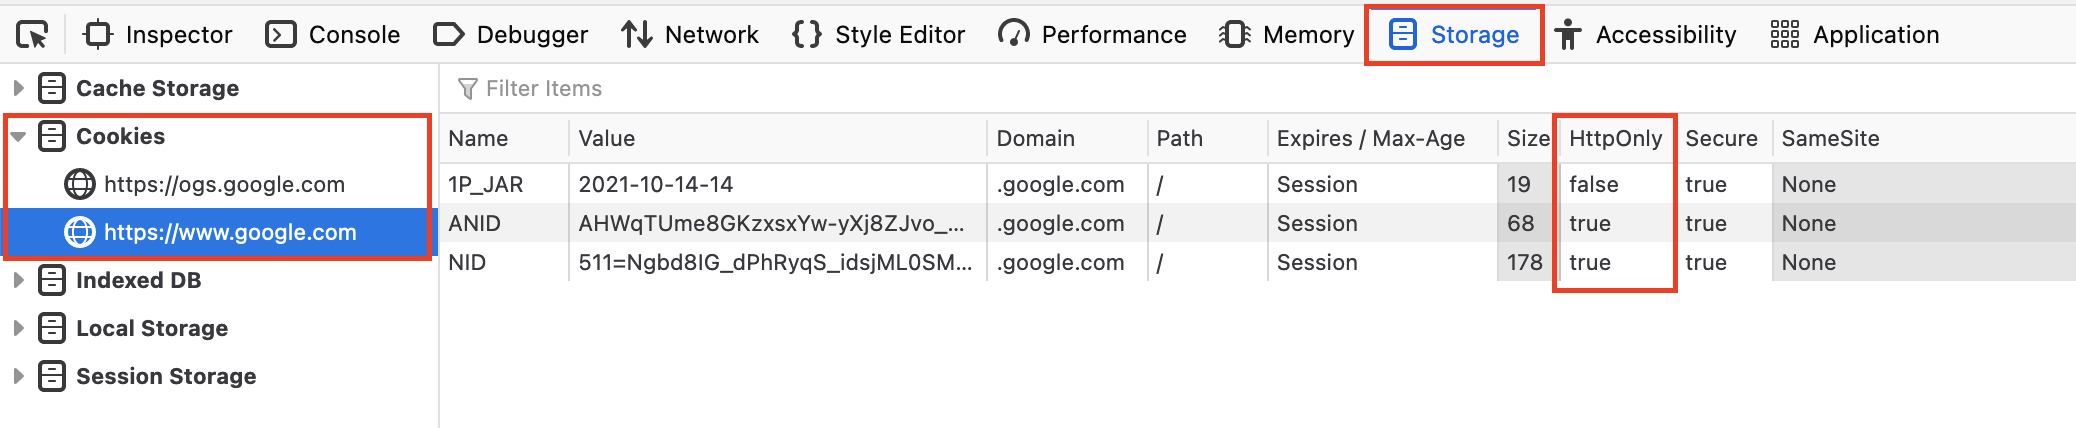 Inspector Console Debugger Network Style Editor Performance Memory Storage Accessibility Application
Cache Storage
Filter Items
Cookies
https://ogs.google.com
https://www.google.com
Indexed DB
Local Storage
Session Storage
Name Value Domain Path Expires / Max-Age Size HttpOnly Secure SameSite
1P_JAR 2021-10-14-14 .google.com / Session 19 false true None
ANID AHWqTUme8GKzxsxYw-yXj8ZJvo_... .google.com / Session 68 true true None
NID 511=Ngbd8IG_dPhRyqS_idsjML0SM... .google.com / Session 178 true true None